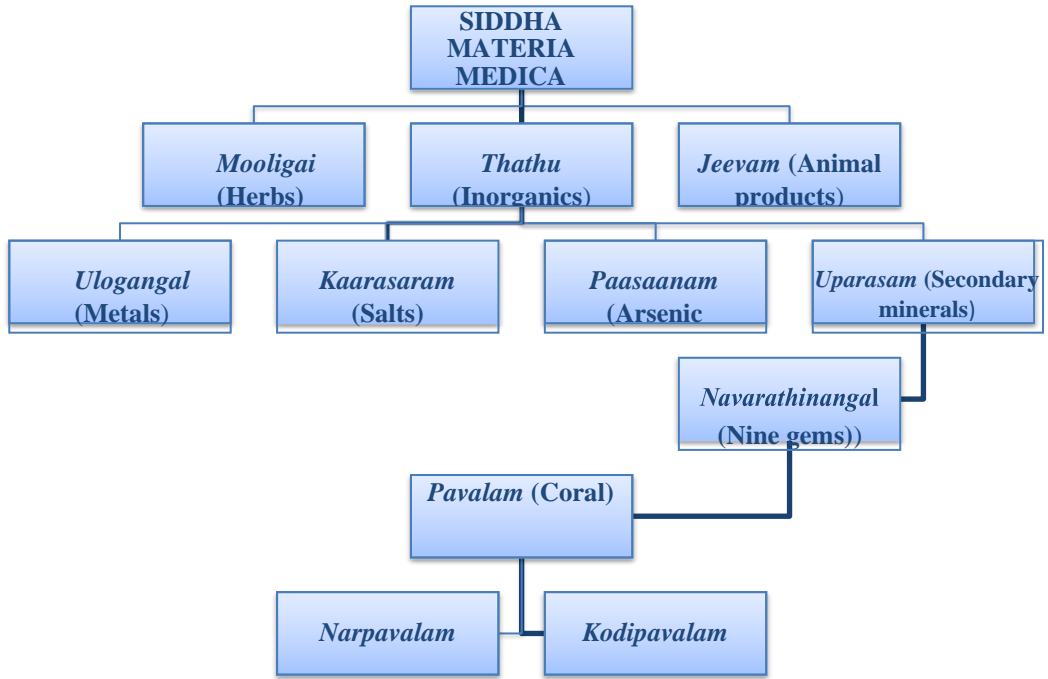 SIDDHA
MATERIA
MEDICA
Mooligai
(Herbs)
Thathu
(Inorganics)
Jeevam (Animal
products)
Ulogangal
(Metals)
Kaarasaram
(Salts)
Paasaanam
(Arsenic
Uparasam (Secondary
minerals)
Navarathinangal
(Nine gems))
Pavalam (Coral)
Narpavalam
Kodipavalam